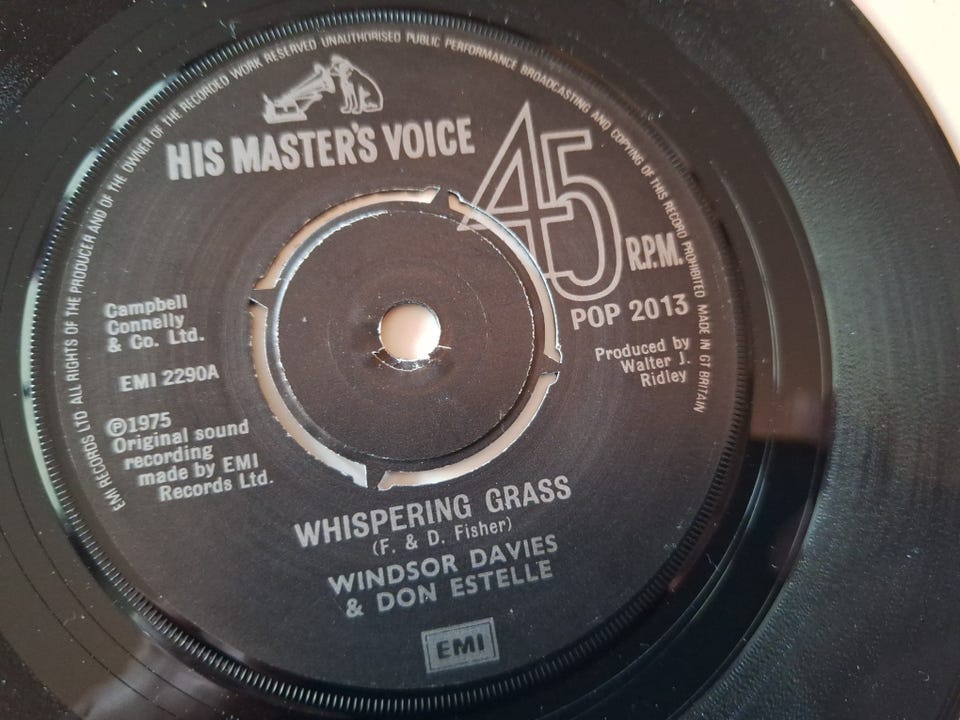 EMI RECORDS LTD ALL RIGHTS OF THE PRODUCER AND OF THE OWNER OF THE RECORDED WORK RESERVED UNAUTHORISED PUBLIC PERFORMANCE BROADCASTING AND COPYING OF THIS RECORD PROHIBITED MADE IN GT BRITAIN
HIS MASTER'S VOICE
45
R.P.M.
POP 2013
Produced by
Walter J.
Ridley
Campbell
Connelly
& Co. Ltd.
EMI 2290A
Ⓟ1975
Original sound
recording
made by EMI
Records Ltd.
WHISPERING GRASS
(F. & D. Fisher)
WINDSOR DAVIES
& DON ESTELLE
EMI